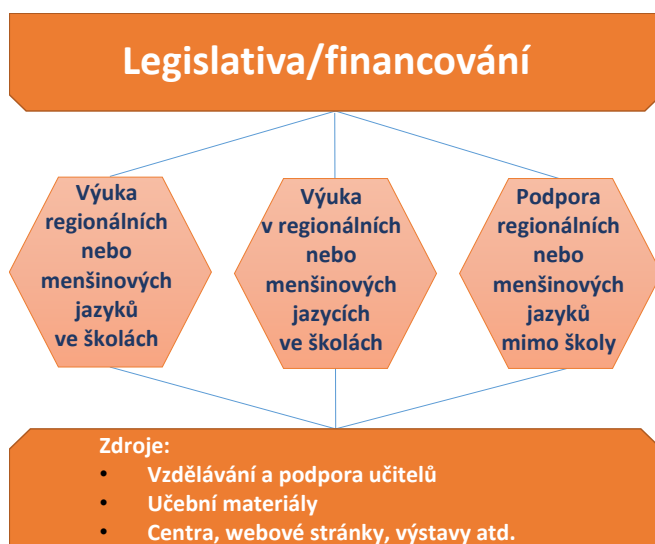 Legislativa/financování
Výuka
regionálních
nebo
menšinových
jazyků
ve školách
Výuka
v regionálních
nebo
menšinových
jazycích
ve školách
Podpora
regionálních
nebo
menšinových
jazyků
mimo školy
Zdroje:
• Vzdělávání a podpora učitelů
• Učební materiály
• Centra, webové stránky, výstavy atd.